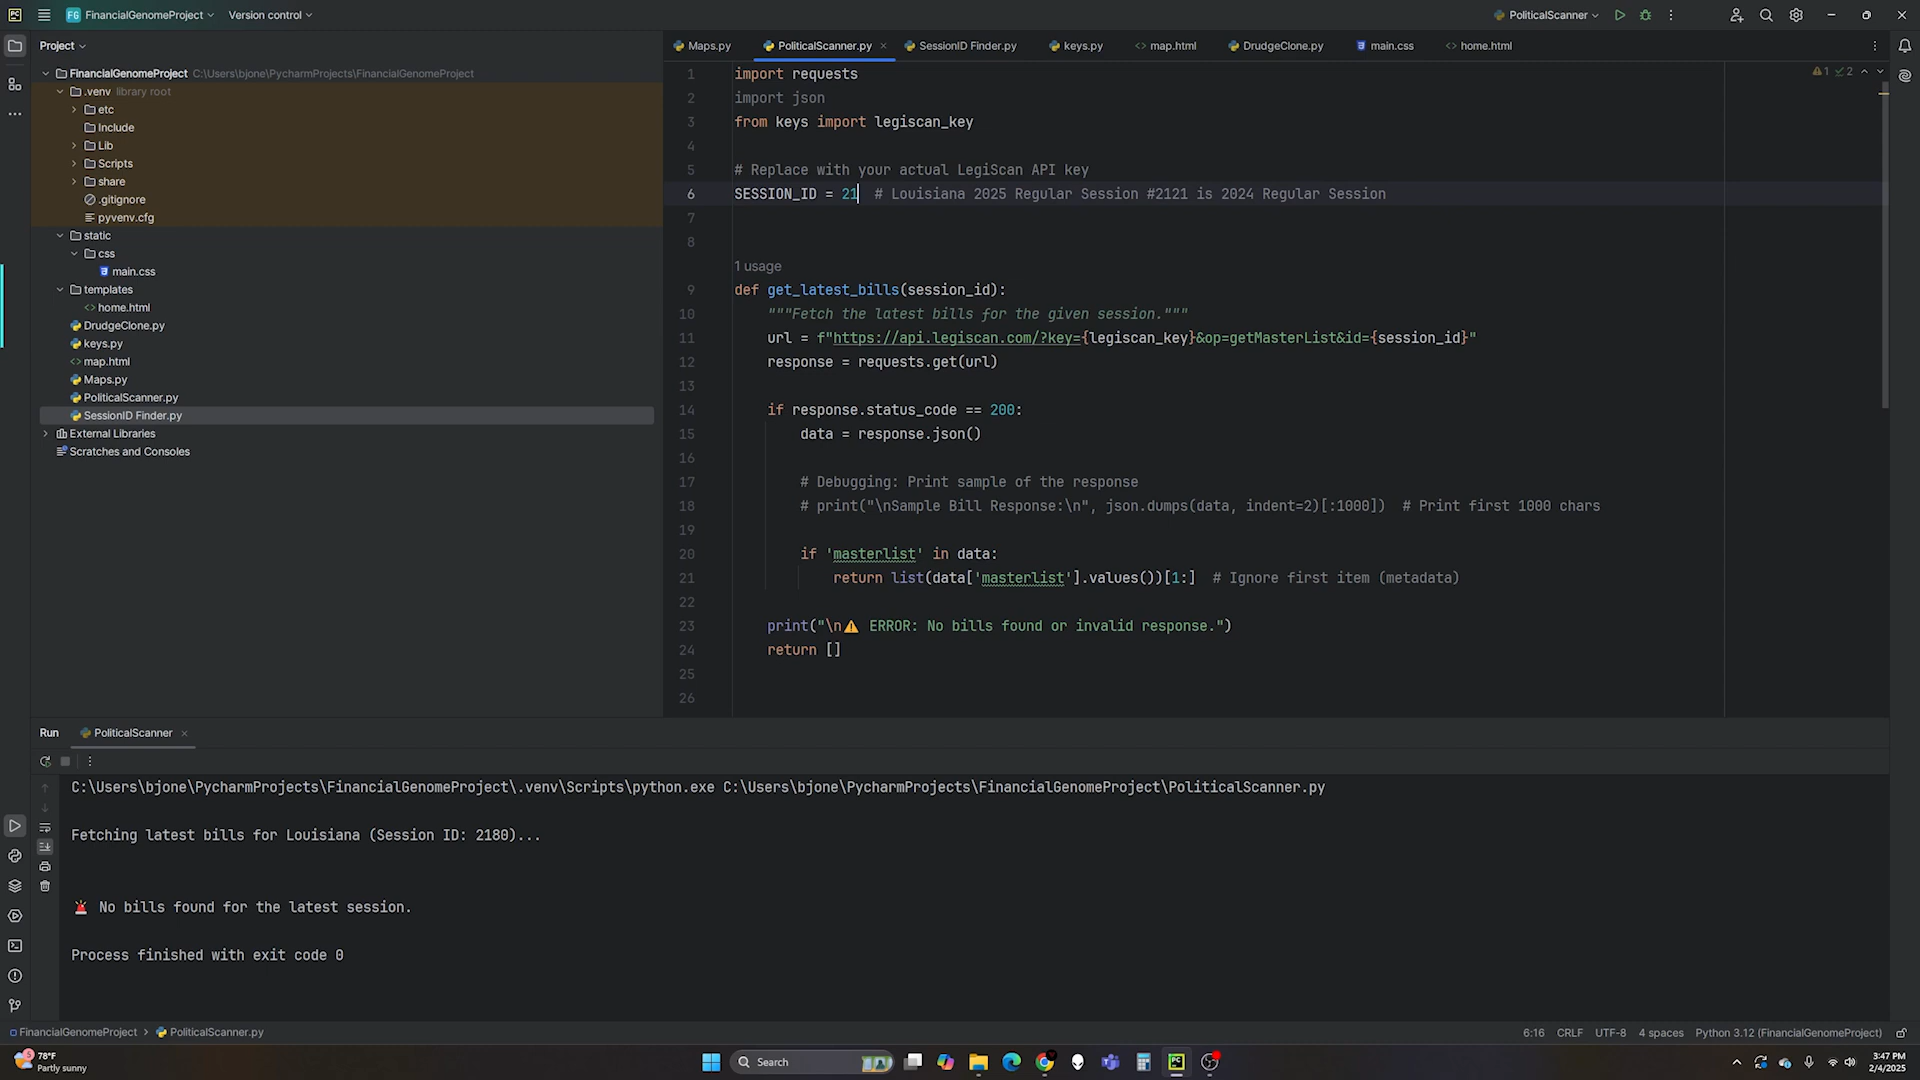 FG FinancialGenomeProject Version control PoliticalScanner
Project
Maps.py PoliticalScanner.py SessionID Finder.py keys.py map.html DrudgeClone.py main.css home.html
FinancialGenomeProject C:\Users\bjone\PycharmProjects\FinancialGenomeProject
.venv library root
etc
Include
Lib
Scripts
share
.gitignore
pyvenv.cfg
static
css
main.css
templates
home.html
DrudgeClone.py
keys.py
map.html
Maps.py
PoliticalScanner.py
SessionID Finder.py
External Libraries
Scratches and Consoles
1 import requests
2 import json
3 from keys import legiscan_key
4
5 # Replace with your actual LegiScan API key
6 SESSION_ID = 21 # Louisiana 2025 Regular Session #2121 is 2024 Regular Session
7
8
1 usage
9 def get_latest_bills(session_id):
10 """Fetch the latest bills for the given session."""
11 url = f"https://api.legiscan.com/?key={legiscan_key}&op=getMasterList&id={session_id}"
12 response = requests.get(url)
13
14 if response.status_code == 200:
15 data = response.json()
16
17 # Debugging: Print sample of the response
18 # print("\nSample Bill Response:\n", json.dumps(data, indent=2)[:1000]) # Print first 1000 chars
19
20 if 'masterlist' in data:
21 return list(data['masterlist'].values())[1:] # Ignore first item (metadata)
22
23 print("\n⚠️ ERROR: No bills found or invalid response.")
24 return []
25
26
1 2
Run PoliticalScanner
C:\Users\bjone\PycharmProjects\FinancialGenomeProject\.venv\Scripts\python.exe C:\Users\bjone\PycharmProjects\FinancialGenomeProject\PoliticalScanner.py
Fetching latest bills for Louisiana (Session ID: 2180)...
🚨 No bills found for the latest session.
Process finished with exit code 0
FinancialGenomeProject PoliticalScanner.py 6:16 CRLF UTF-8 4 spaces Python 3.12 (FinancialGenomeProject)
78°F
Partly sunny
Search
3:47 PM
2/4/2025